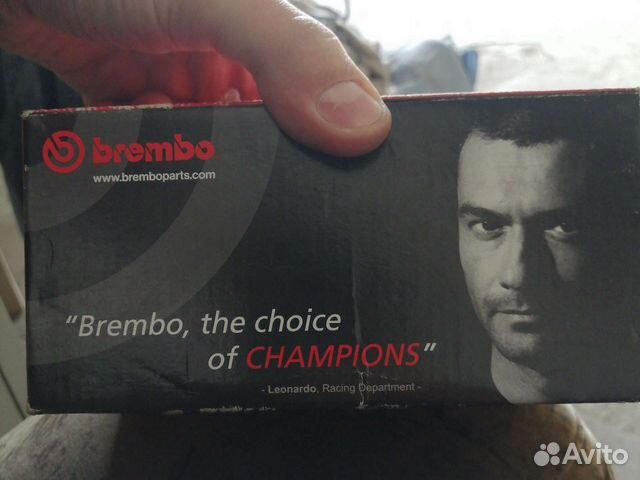 brembo
www.bremboparts.com
"Brembo, the choice
of CHAMPIONS"
- Leonardo, Racing Department -
Avito